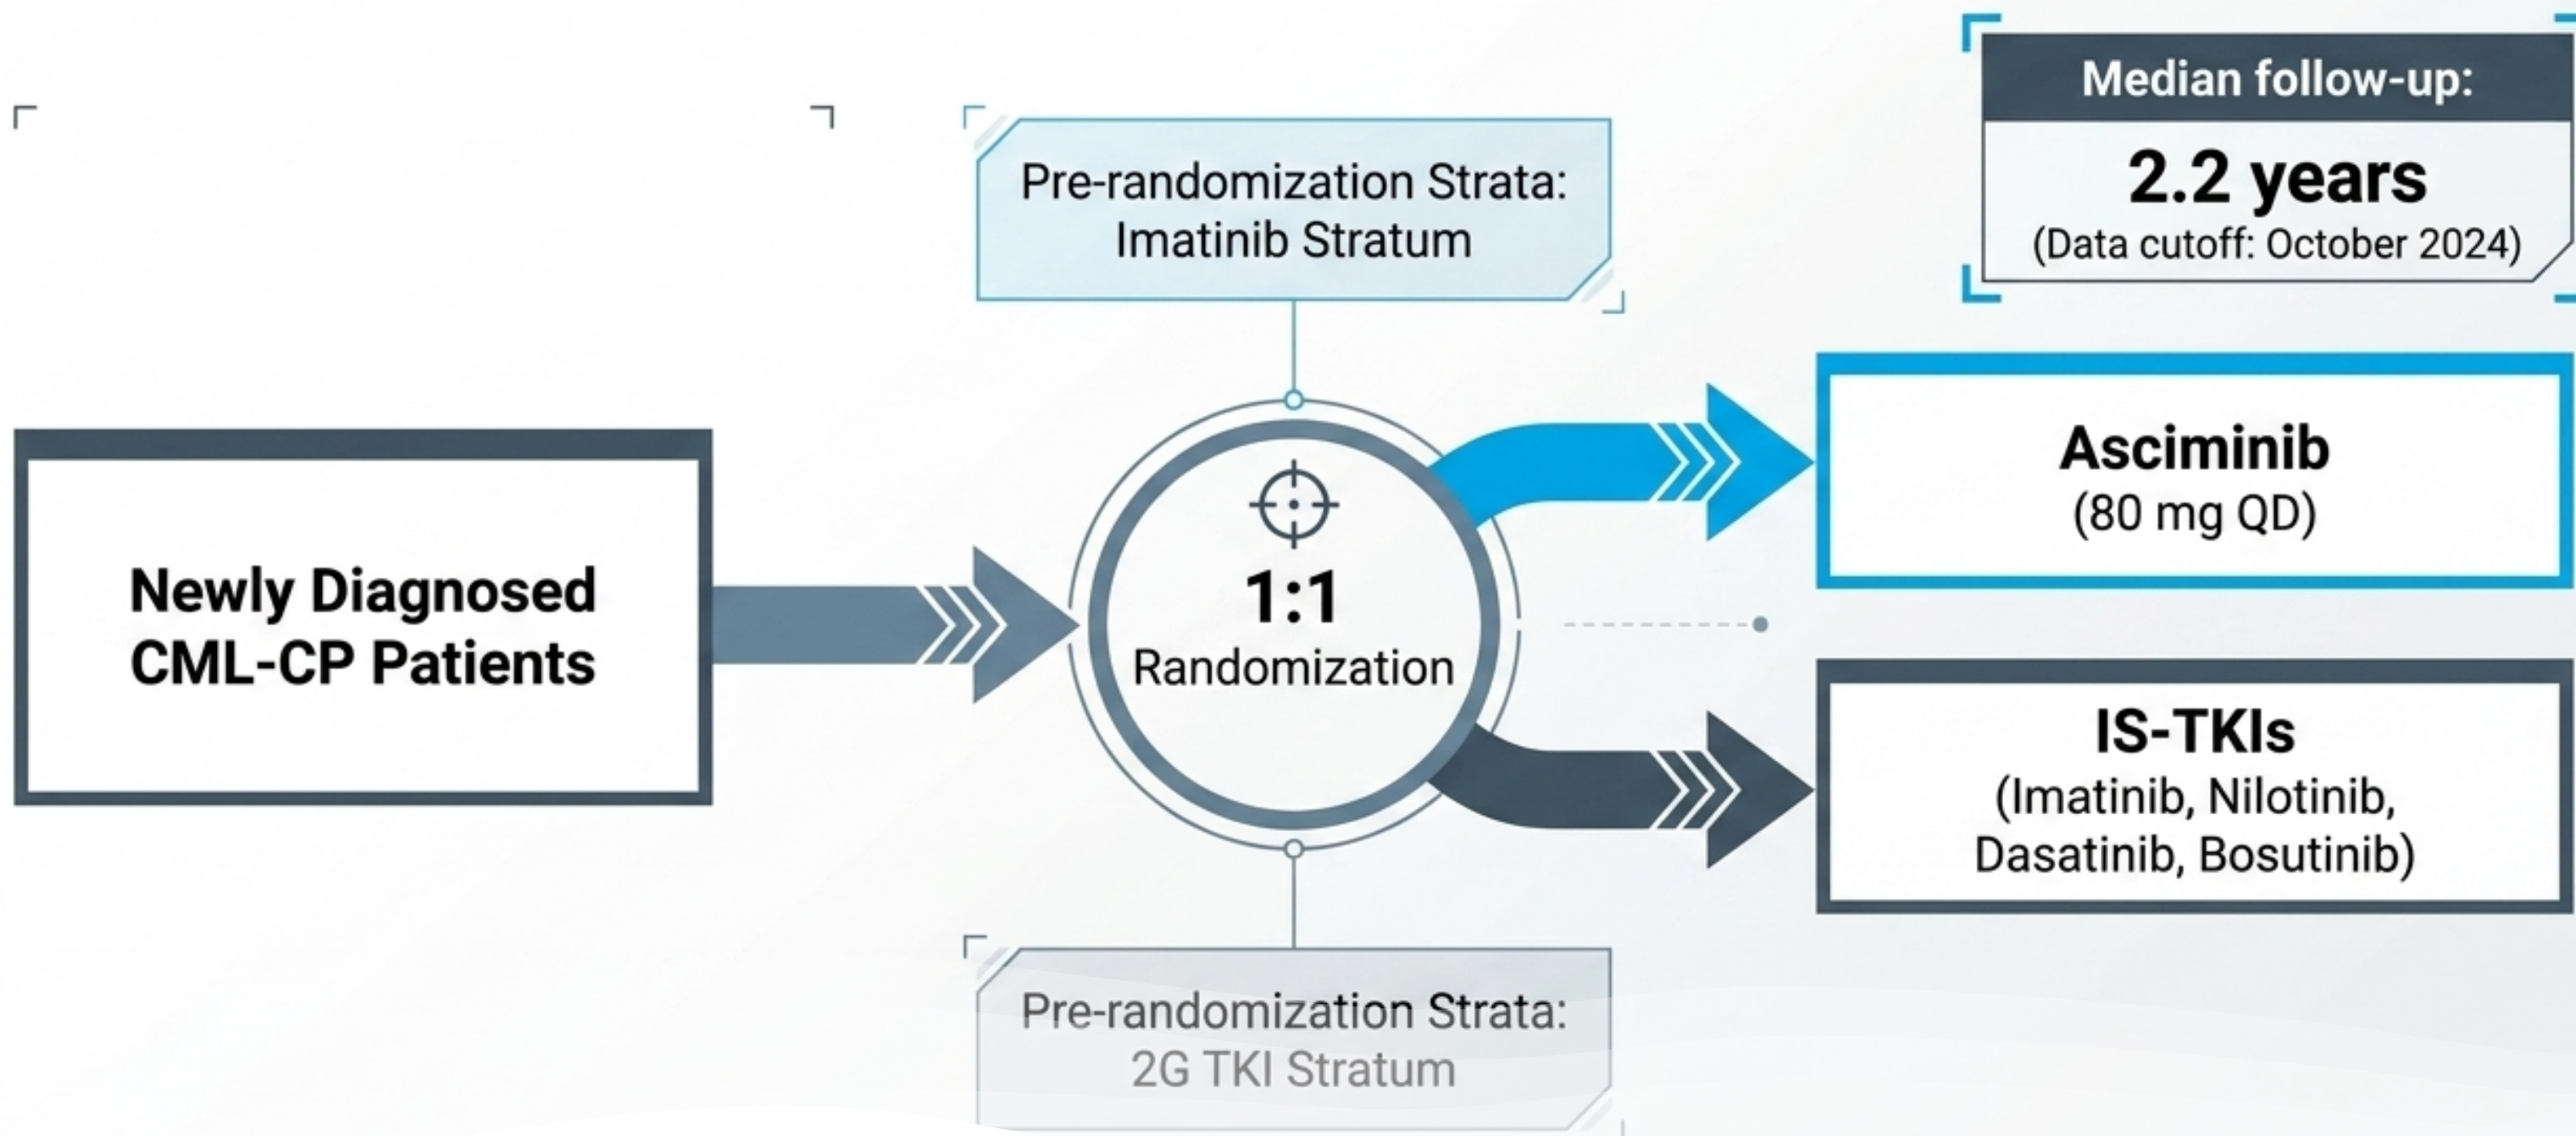 Median follow-up:
2.2 years
(Data cutoff: October 2024)
Pre-randomization Strata:
Imatinib Stratum
Newly Diagnosed
CML-CP Patients
1:1
Randomization
Asciminib
(80 mg QD)
IS-TKIs
(Imatinib, Nilotinib,
Dasatinib, Bosutinib)
Pre-randomization Strata:
2G TKI Stratum